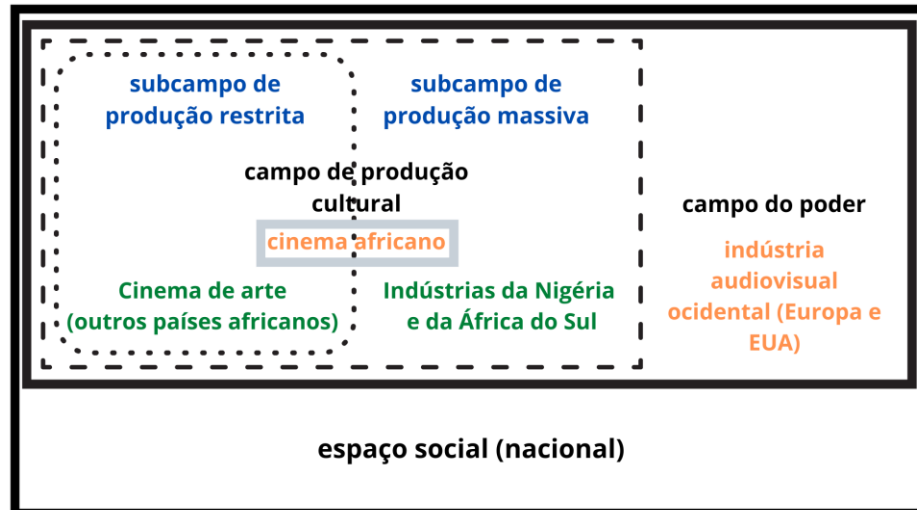 subcampo de
produção restrita
subcampo de
produção massiva
campo de produção
cultural
cinema africano
Cinema de arte
(outros países africanos)
Indústrias da Nigéria
e da África do Sul
campo do poder
indústria
audiovisual
ocidental (Europa e
EUA)
espaço social (nacional)